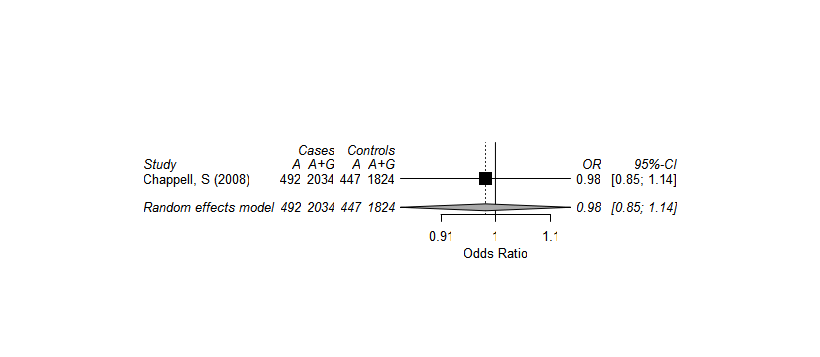 Cases Controls
Study A A+G A A+G OR 95%-CI
Chappell, S (2008) 492 2034 447 1824 0.98 [0.85; 1.14]
Random effects model 492 2034 447 1824 0.98 [0.85; 1.14]
0.91 1 1.1
Odds Ratio